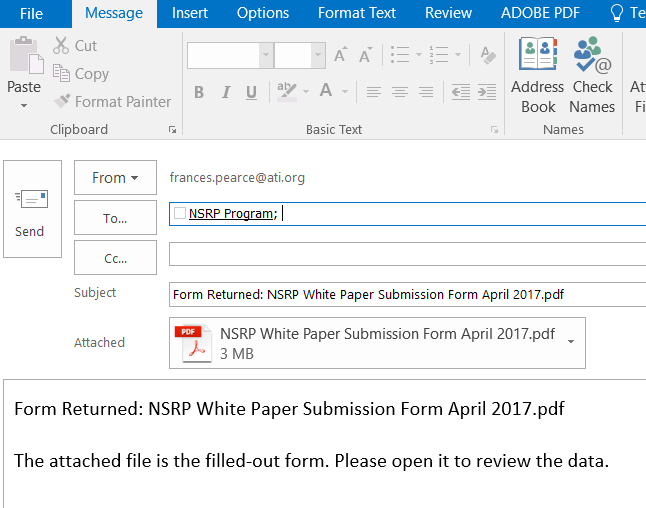 File Message Insert Options Format Text Review ADOBE PDF Tell
Cut
Copy
Format Painter
Paste
B I U ab A
A A
Address Book
Check Names
Clipboard Basic Text Names
From frances.pearce@ati.org
To... NSRP Program;
Send
Cc...
Subject Form Returned: NSRP White Paper Submission Form April 2017.pdf
Attached
PDF
NSRP White Paper Submission Form April 2017.pdf
3 MB
Form Returned: NSRP White Paper Submission Form April 2017.pdf
The attached file is the filled-out form. Please open it to review the data.